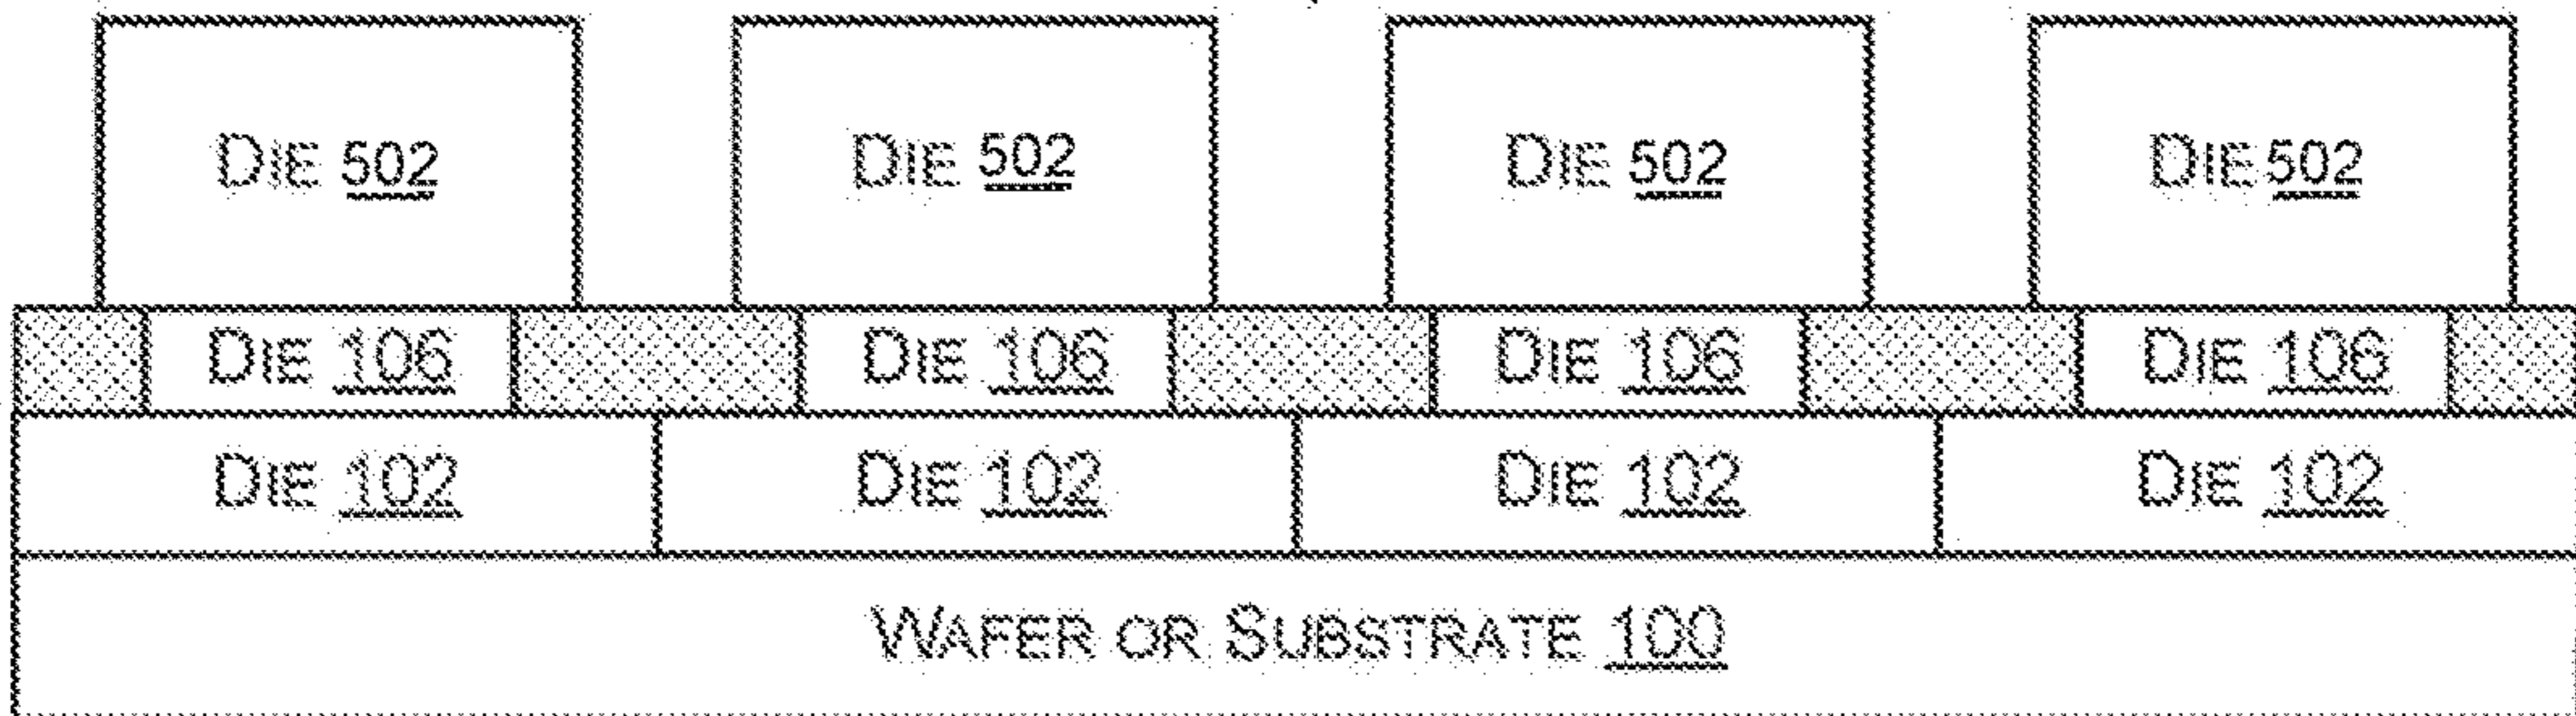 DIE 502 DIE 502 DIE 502 DIE 502
DIE 106 DIE 106 DIE 106 DIE 106
DIE 102 DIE 102 DIE 102 DIE 102
WAFER OR SUBSTRATE 100